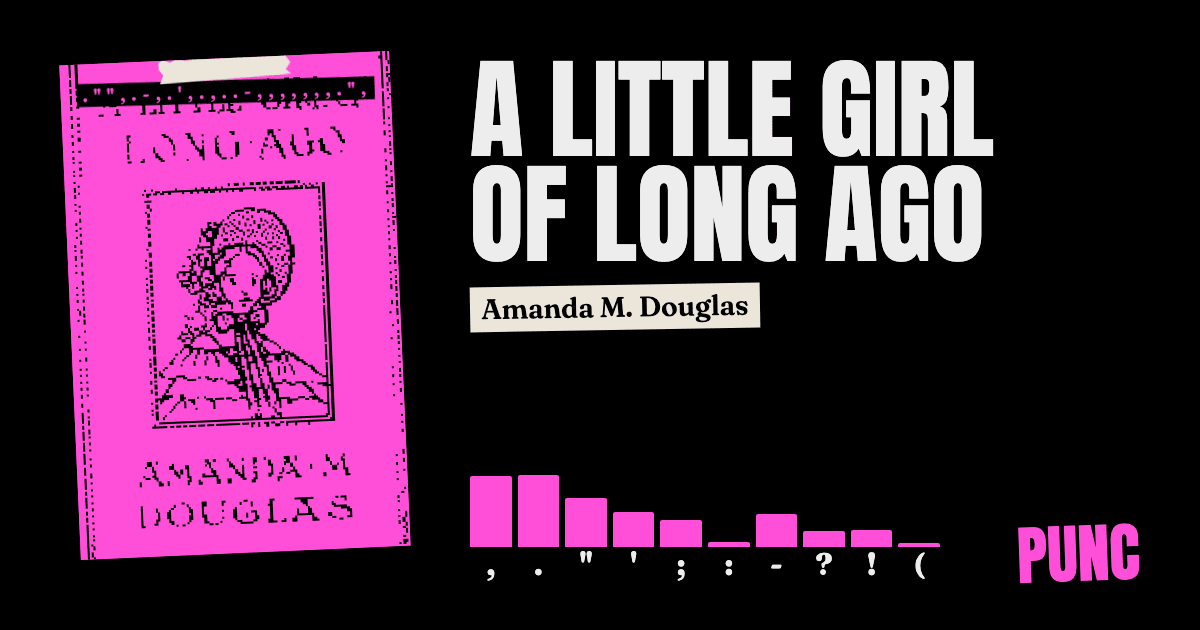 ."",.-,.',..,.-,,,,,,,.",
LONG·AGO
AMANDA·M
DOUGLAS
A LITTLE GIRL
OF LONG AGO
Amanda M. Douglas
, . " ' ; : - ? ! (
PUNC